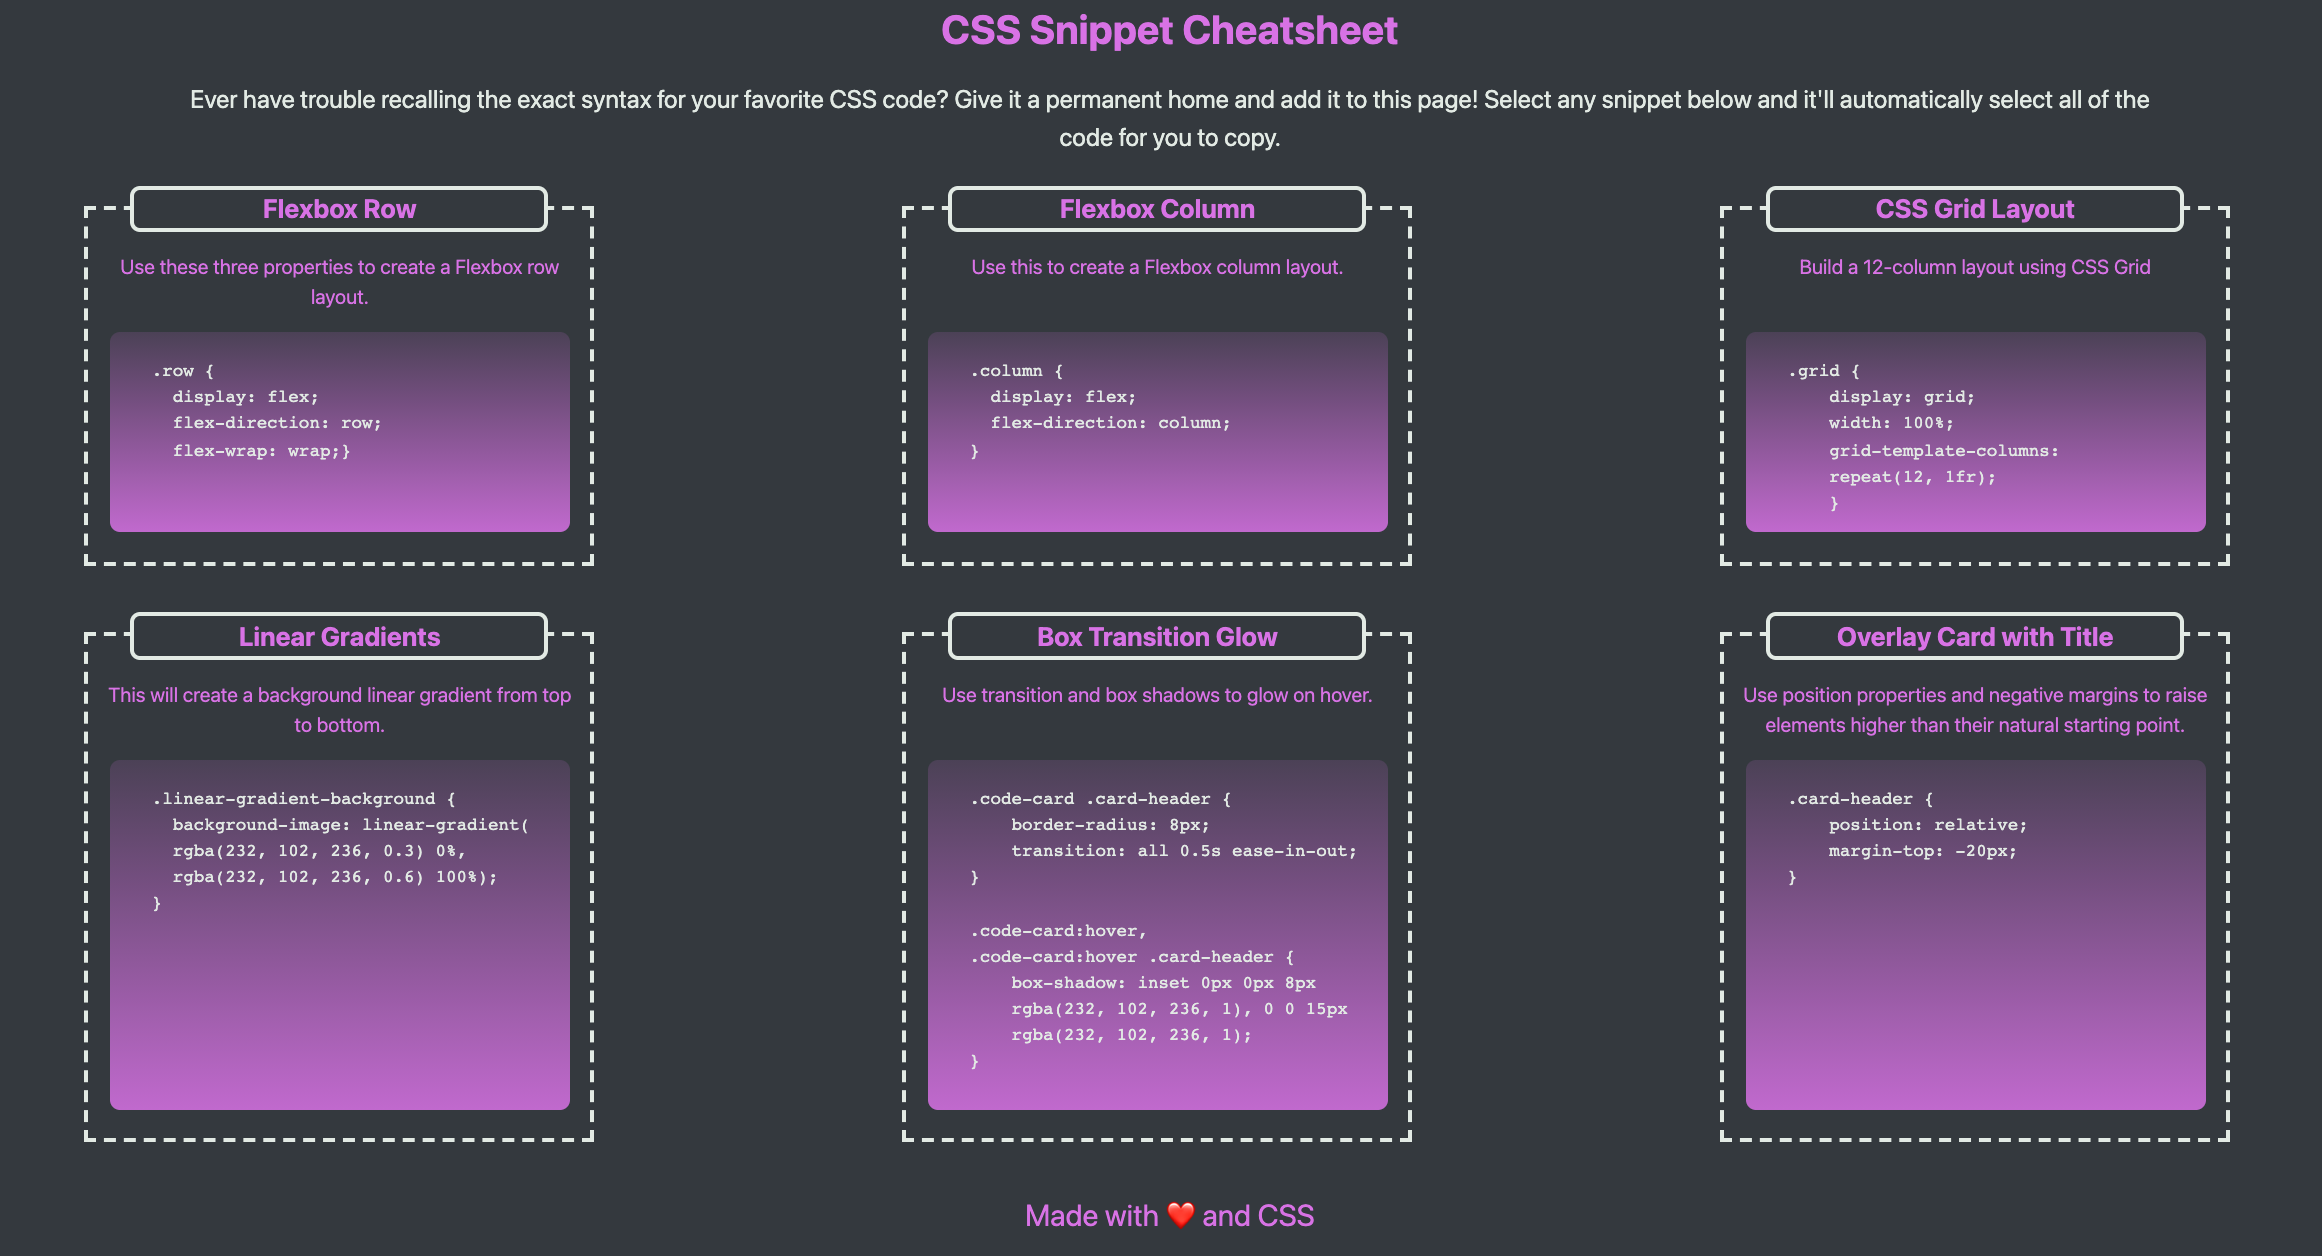 CSS Snippet Cheatsheet
Ever have trouble recalling the exact syntax for your favorite CSS code? Give it a permanent home and add it to this page! Select any snippet below and it'll automatically select all of the
code for you to copy.
Flexbox Row
Use these three properties to create a Flexbox row
layout.
.row {
  display: flex;
  flex-direction: row;
  flex-wrap: wrap;}
Flexbox Column
Use this to create a Flexbox column layout.
.column {
  display: flex;
  flex-direction: column;
}
CSS Grid Layout
Build a 12-column layout using CSS Grid
.grid {
    display: grid;
    width: 100%;
    grid-template-columns:
    repeat(12, 1fr);
    }
Linear Gradients
This will create a background linear gradient from top
to bottom.
.linear-gradient-background {
  background-image: linear-gradient(
  rgba(232, 102, 236, 0.3) 0%,
  rgba(232, 102, 236, 0.6) 100%);
}
Box Transition Glow
Use transition and box shadows to glow on hover.
.code-card .card-header {
    border-radius: 8px;
    transition: all 0.5s ease-in-out;
}
.code-card:hover,
.code-card:hover .card-header {
    box-shadow: inset 0px 0px 8px
    rgba(232, 102, 236, 1), 0 0 15px
    rgba(232, 102, 236, 1);
}
Overlay Card with Title
Use position properties and negative margins to raise
elements higher than their natural starting point.
.card-header {
    position: relative;
    margin-top: -20px;
}
Made with ❤️ and CSS